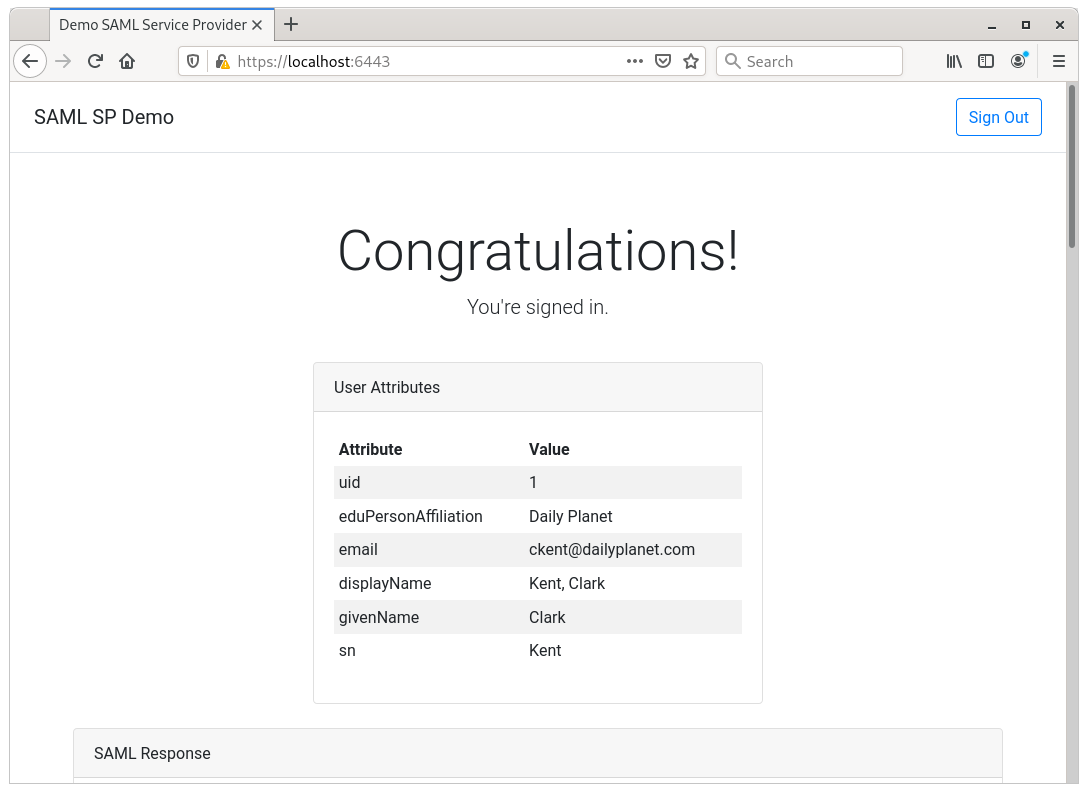 Demo SAML Service Provider
https://localhost:6443
Search
SAML SP Demo
Sign Out
Congratulations!
You're signed in.
User Attributes
Attribute Value
uid 1
eduPersonAffiliation Daily Planet
email ckent@dailyplanet.com
displayName Kent, Clark
givenName Clark
sn Kent
SAML Response